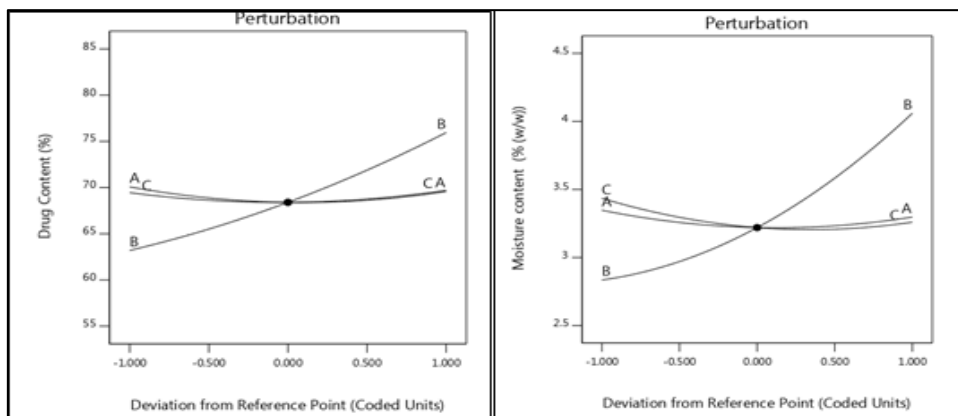 Perturbation
85
80
75
70
65
60
55
Drug Content (%)
B
A
C
C A
B
-1.000 -0.500 0.000 0.500 1.000
Deviation from Reference Point (Coded Units)
Perturbation
4.5
4
3.5
3
2.5
Moisture content (% (w/w))
B
C
A
A
C
B
-1.000 -0.500 0.000 0.500 1.000
Deviation from Reference Point (Coded Units)